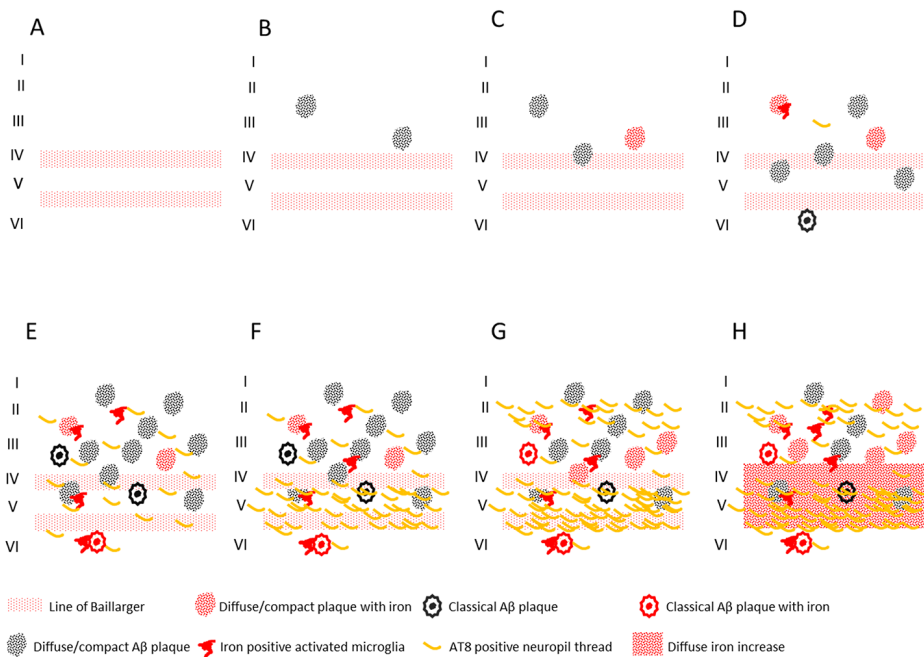 A B C D
I I I I
II II II II
III III III III
IV IV IV IV
V V V V
VI VI VI VI
E F G H
I I I I
II II II II
III III III III
IV IV IV IV
V V V V
VI VI VI VI
Line of Baillarger Diffuse/compact plaque with iron Classical Aβ plaque Classical Aβ plaque with iron
Diffuse/compact Aβ plaque Iron positive activated microglia AT8 positive neuropil thread Diffuse iron increase